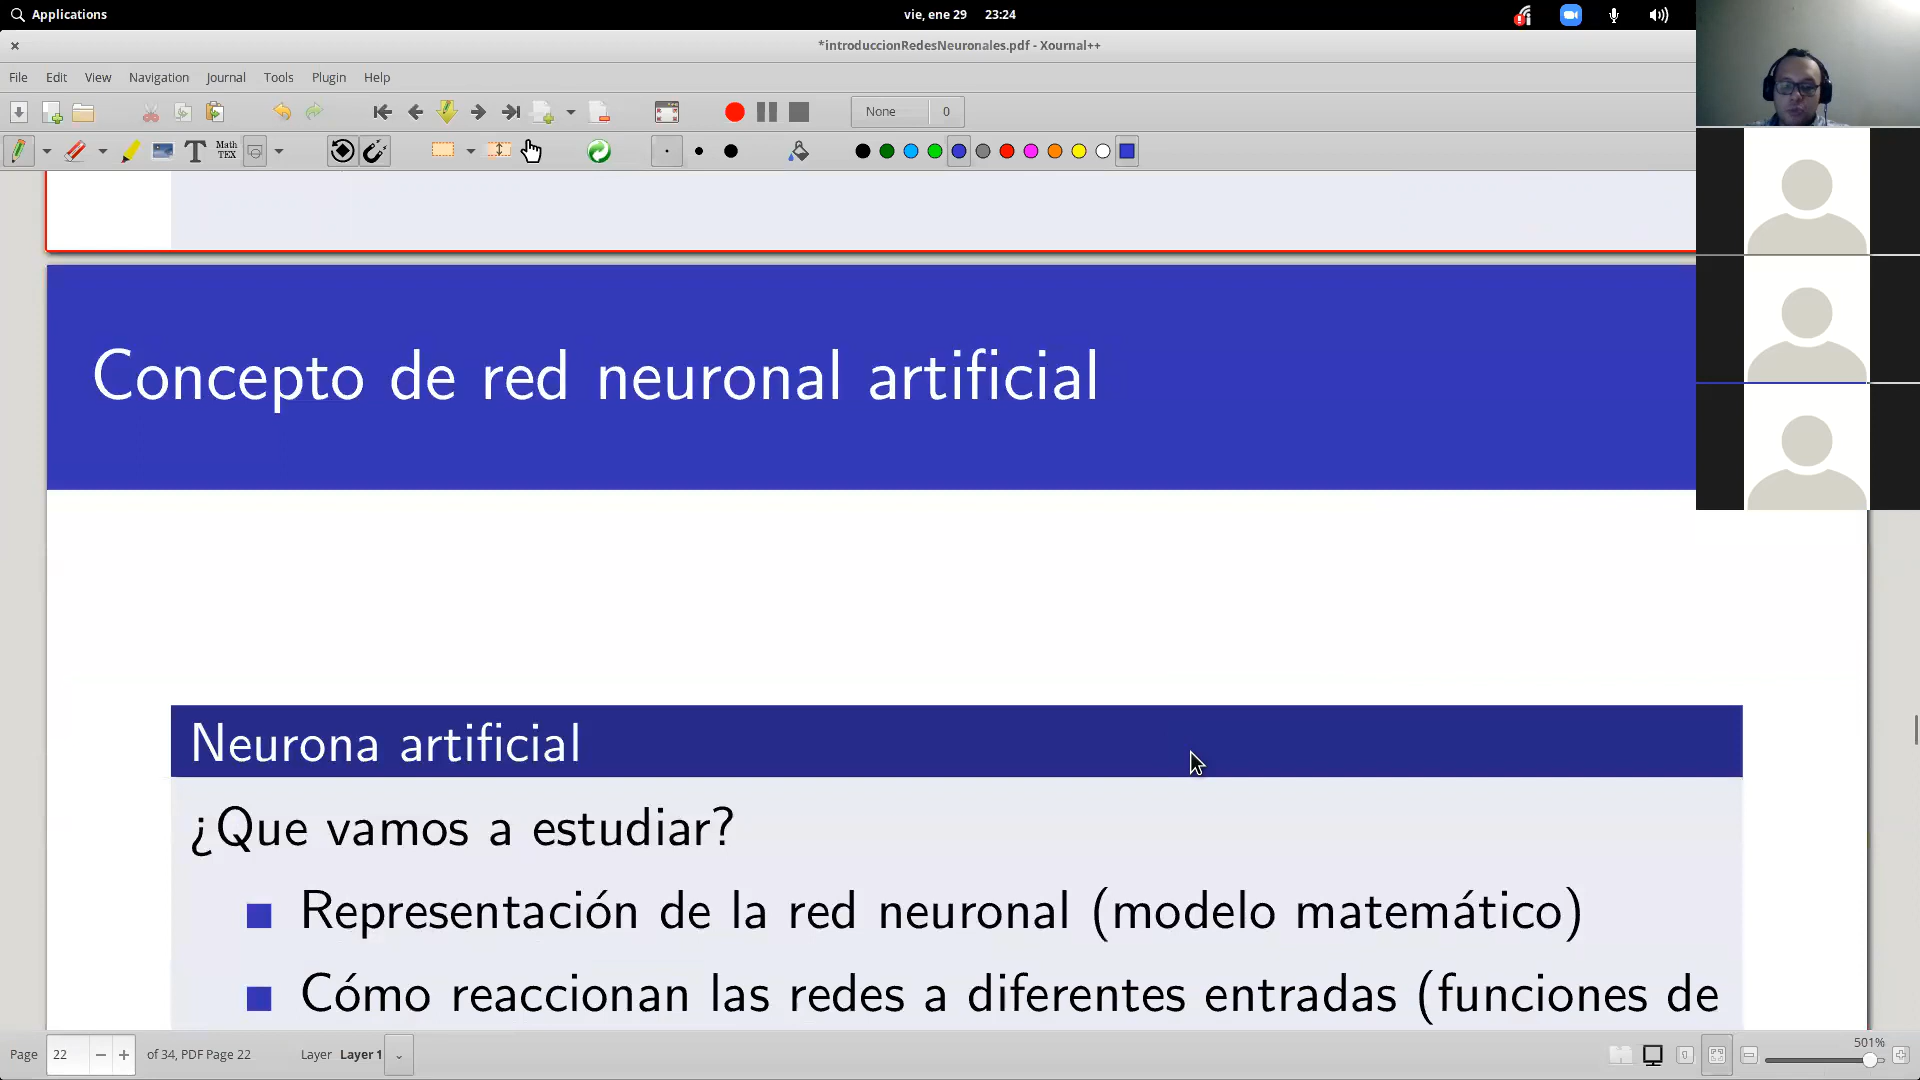 Applications
vie, ene 29 23:24
*introduccionRedesNeuronales.pdf - Xournal++
File Edit View Navigation Journal Tools Plugin Help
None 0
T Math TEX
Concepto de red neuronal artificial
Neurona artificial
¿Que vamos a estudiar?
Representación de la red neuronal (modelo matemático)
Cómo reaccionan las redes a diferentes entradas (funciones de
Page 22 of 34, PDF Page 22 Layer Layer 1
501%